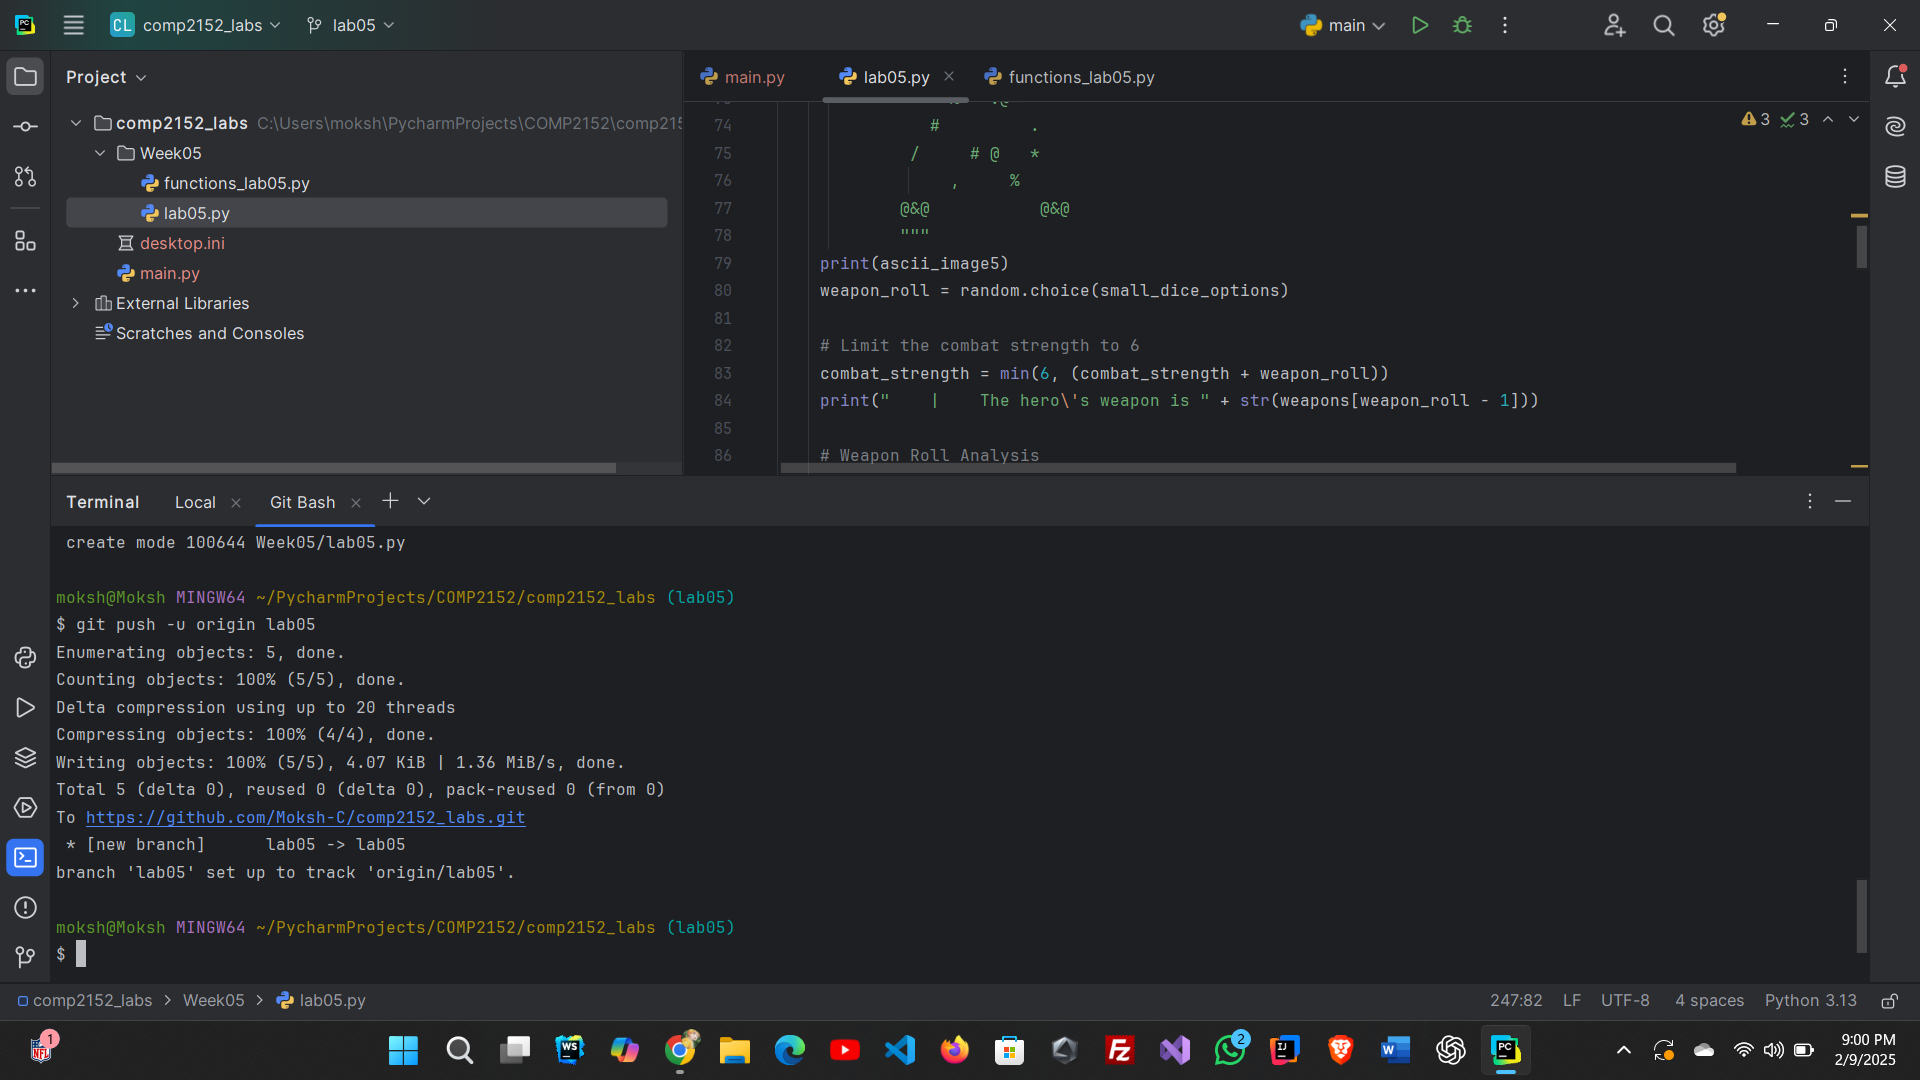 PC
CL comp2152_labs
lab05
main
Project
main.py
lab05.py
functions_lab05.py
comp2152_labs C:\Users\moksh\PycharmProjects\COMP2152\comp215
Week05
functions_lab05.py
lab05.py
desktop.ini
main.py
External Libraries
Scratches and Consoles
3 3
74 # .
75 / # @ *
76 , %
77 @&@ @&@
78 """
79 print(ascii_image5)
80 weapon_roll = random.choice(small_dice_options)
81
82 # Limit the combat strength to 6
83 combat_strength = min(6, (combat_strength + weapon_roll))
84 print("    |    The hero\'s weapon is " + str(weapons[weapon_roll - 1]))
85
86 # Weapon Roll Analysis
Terminal Local Git Bash
create mode 100644 Week05/lab05.py
moksh@Moksh MINGW64 ~/PycharmProjects/COMP2152/comp2152_labs (lab05)
$ git push -u origin lab05
Enumerating objects: 5, done.
Counting objects: 100% (5/5), done.
Delta compression using up to 20 threads
Compressing objects: 100% (4/4), done.
Writing objects: 100% (5/5), 4.07 KiB | 1.36 MiB/s, done.
Total 5 (delta 0), reused 0 (delta 0), pack-reused 0 (from 0)
To https://github.com/Moksh-C/comp2152_labs.git
 * [new branch]      lab05 -> lab05
branch 'lab05' set up to track 'origin/lab05'.
moksh@Moksh MINGW64 ~/PycharmProjects/COMP2152/comp2152_labs (lab05)
$
comp2152_labs > Week05 > lab05.py
247:82 LF UTF-8 4 spaces Python 3.13
NFL 1
WS
Fz
2
IJ
W
PC
9:00 PM
2/9/2025